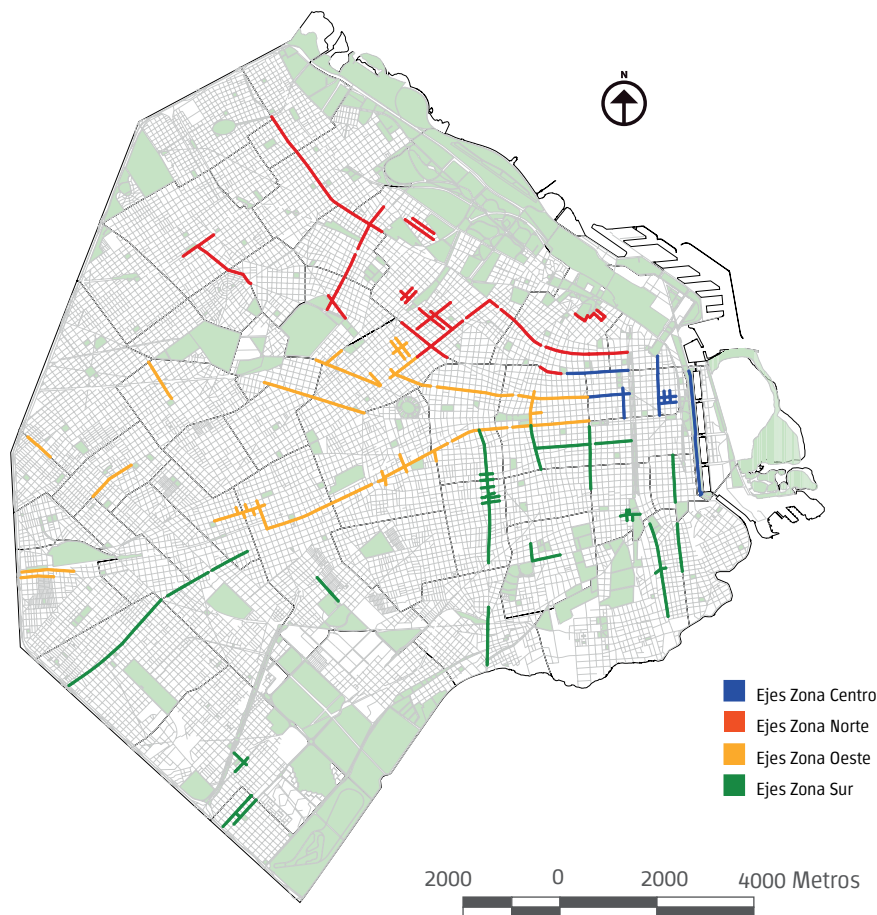 N
Ejes Zona Centro
Ejes Zona Norte
Ejes Zona Oeste
Ejes Zona Sur
2000 0 2000 4000 Metros